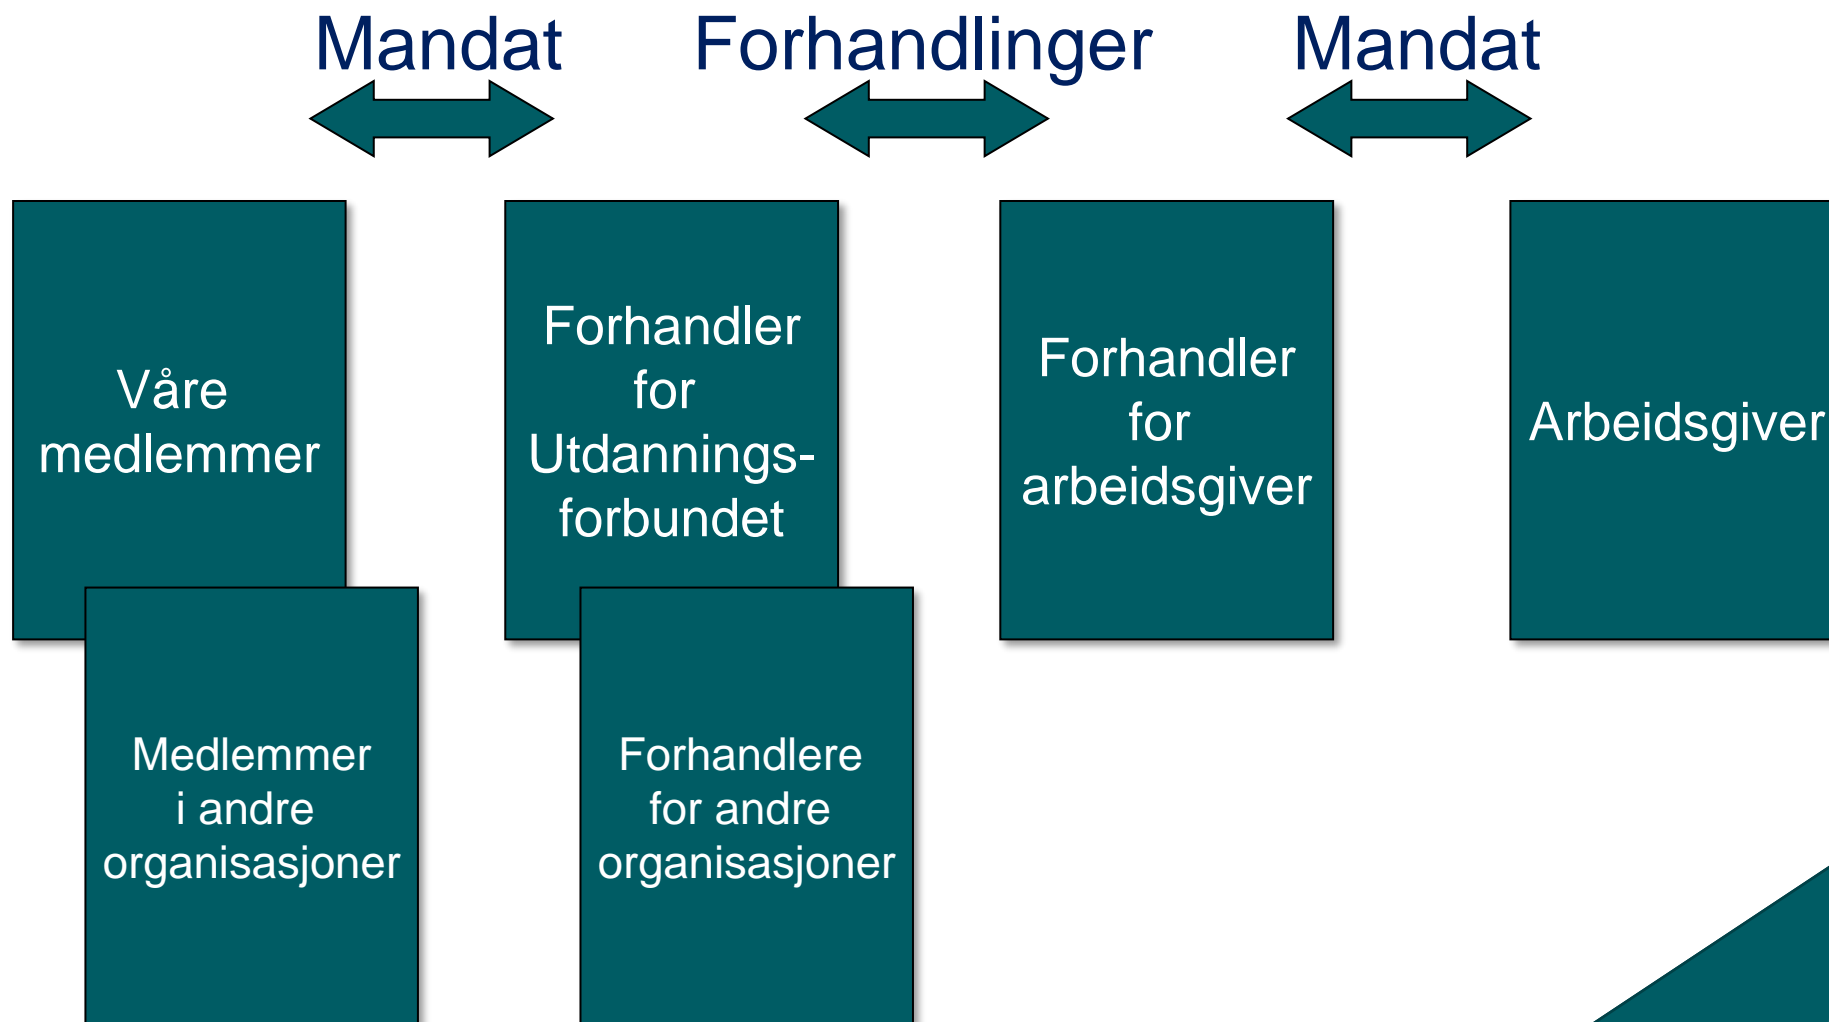 Mandat
Forhandlinger
Mandat
Våre
medlemmer
Forhandler
for
Utdannings-
forbundet
Forhandler
for
arbeidsgiver
Arbeidsgiver
Medlemmer
i andre
organisasjoner
Forhandlere
for andre
organisasjoner